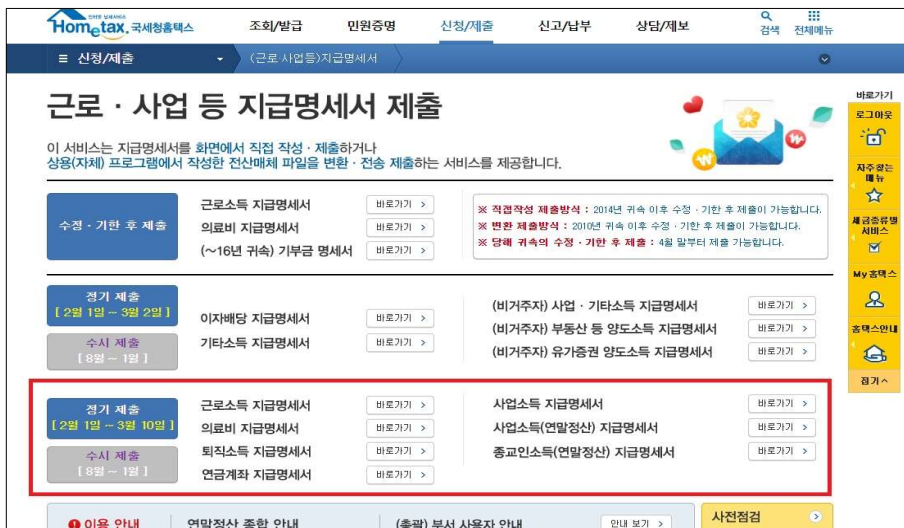 인터넷 납세서비스
Hometax. 국세청홈택스
조회/발급
민원증명
신청/제출
신고/납부
상담/제보
검색
전체메뉴
신청/제출
(근로 사업등)지급명세서
근로 · 사업 등 지급명세서 제출
이 서비스는 지급명세서를 화면에서 직접 작성 · 제출하거나
상용(자체) 프로그램에서 작성한 전산매체 파일을 변환 · 전송 제출하는 서비스를 제공합니다.
수정 · 기한 후 제출
근로소득 지급명세서 바로가기 >
의료비 지급명세서 바로가기 >
(~16년 귀속) 기부금 명세서 바로가기 >
※ 직접작성 제출방식 : 2014년 귀속 이후 수정 · 기한 후 제출이 가능합니다.
※ 변환 제출방식 : 2010년 귀속 이후 수정 · 기한 후 제출이 가능합니다.
※ 당해 귀속의 수정 · 기한 후 제출 : 4월 말부터 제출 가능합니다.
정기 제출
[ 2월 1일 ~ 3월 2일 ]
수시 제출
[ 8월 ~ 1월 ]
이자배당 지급명세서 바로가기 >
기타소득 지급명세서 바로가기 >
(비거주자) 사업 · 기타소득 지급명세서 바로가기 >
(비거주자) 부동산 등 양도소득 지급명세서 바로가기 >
(비거주자) 유가증권 양도소득 지급명세서 바로가기 >
정기 제출
[ 2월 1일 ~ 3월 10일 ]
수시 제출
[ 8월 ~ 1월 ]
근로소득 지급명세서 바로가기 >
의료비 지급명세서 바로가기 >
퇴직소득 지급명세서 바로가기 >
연금계좌 지급명세서 바로가기 >
사업소득 지급명세서 바로가기 >
사업소득(연말정산) 지급명세서 바로가기 >
종교인소득(연말정산) 지급명세서 바로가기 >
이용 안내
연말정산 종합 안내
(총괄) 부서 사용자 안내
안내 보기 >
사전점검
바로가기
로그아웃
자주찾는
메뉴
세금종류별
서비스
My홈택스
홈택스안내
접기 ^